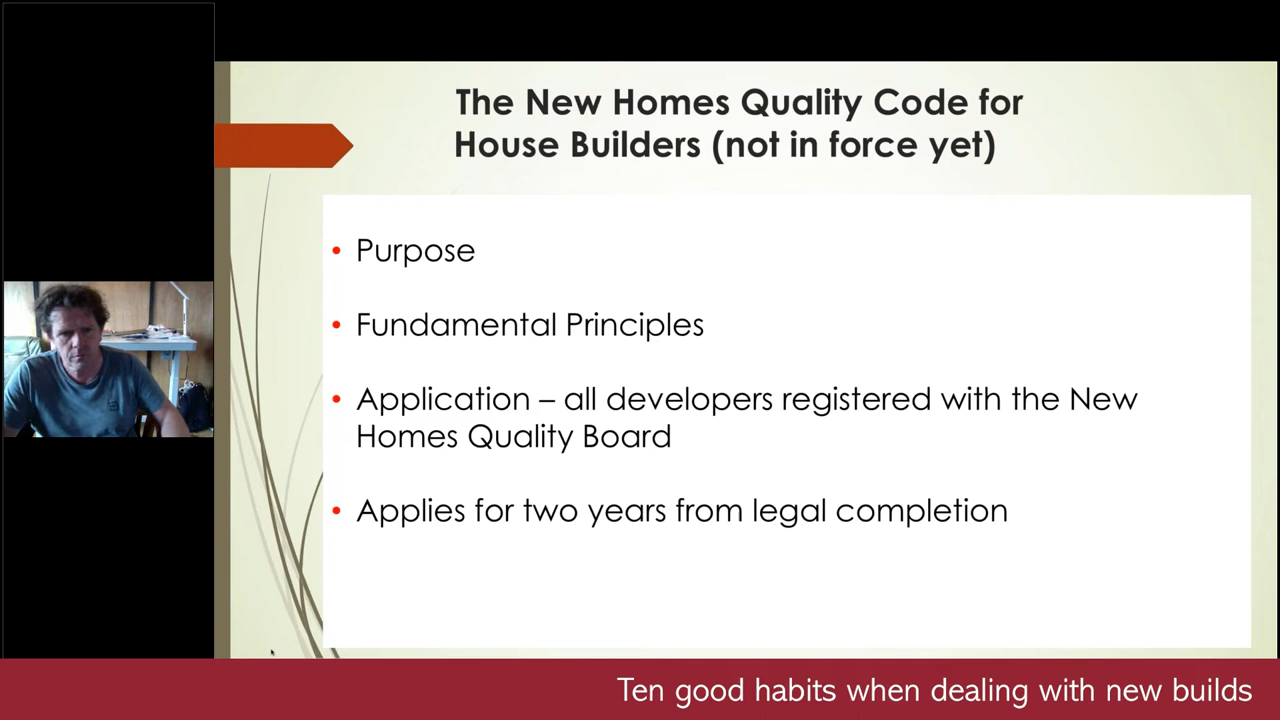 The New Homes Quality Code for
House Builders (not in force yet)
• Purpose
• Fundamental Principles
• Application – all developers registered with the New
Homes Quality Board
• Applies for two years from legal completion
Ten good habits when dealing with new builds